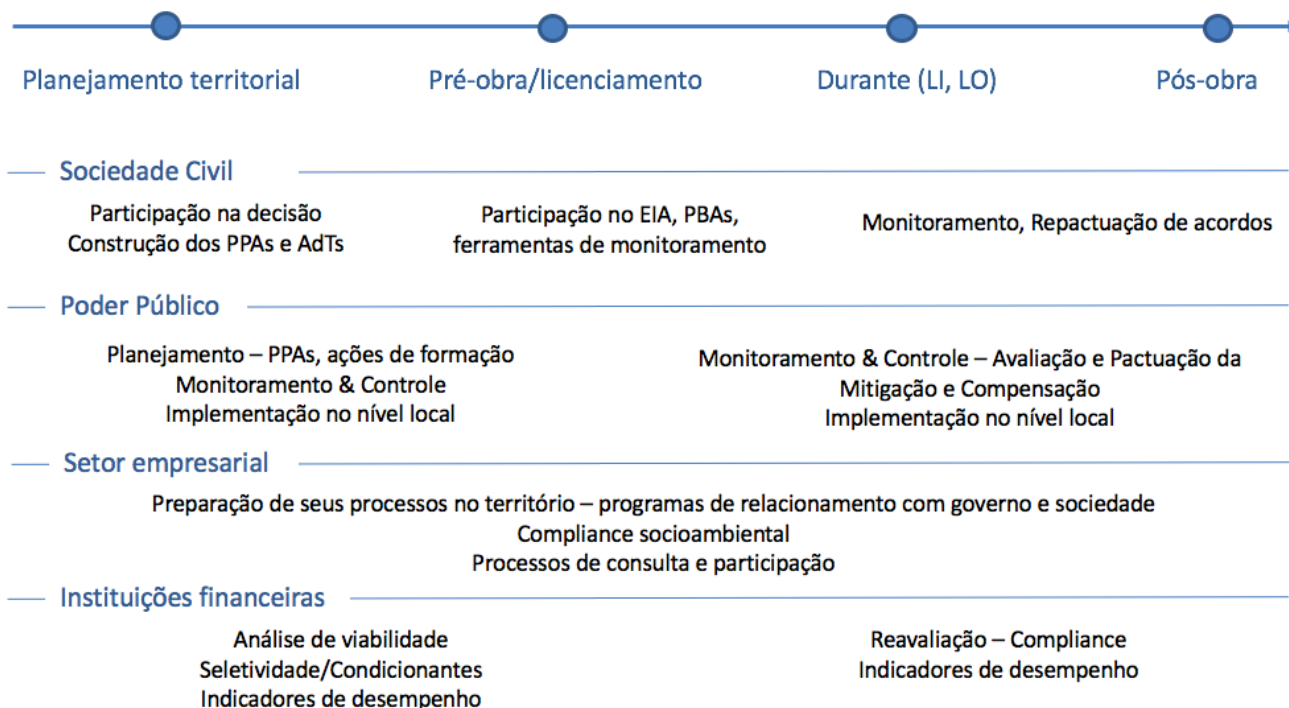 Planejamento territorial
Pré-obra/licenciamento
Durante (LI, LO)
Pós-obra
Sociedade Civil
Participação na decisão
Construção dos PPAs e AdTs
Participação no EIA, PBAs,
ferramentas de monitoramento
Monitoramento, Repactuação de acordos
Poder Público
Planejamento – PPAs, ações de formação
Monitoramento & Controle
Implementação no nível local
Monitoramento & Controle – Avaliação e Pactuação da
Mitigação e Compensação
Implementação no nível local
Setor empresarial
Preparação de seus processos no território – programas de relacionamento com governo e sociedade
Compliance socioambiental
Processos de consulta e participação
Instituições financeiras
Análise de viabilidade
Seletividade/Condicionantes
Indicadores de desempenho
Reavaliação – Compliance
Indicadores de desempenho